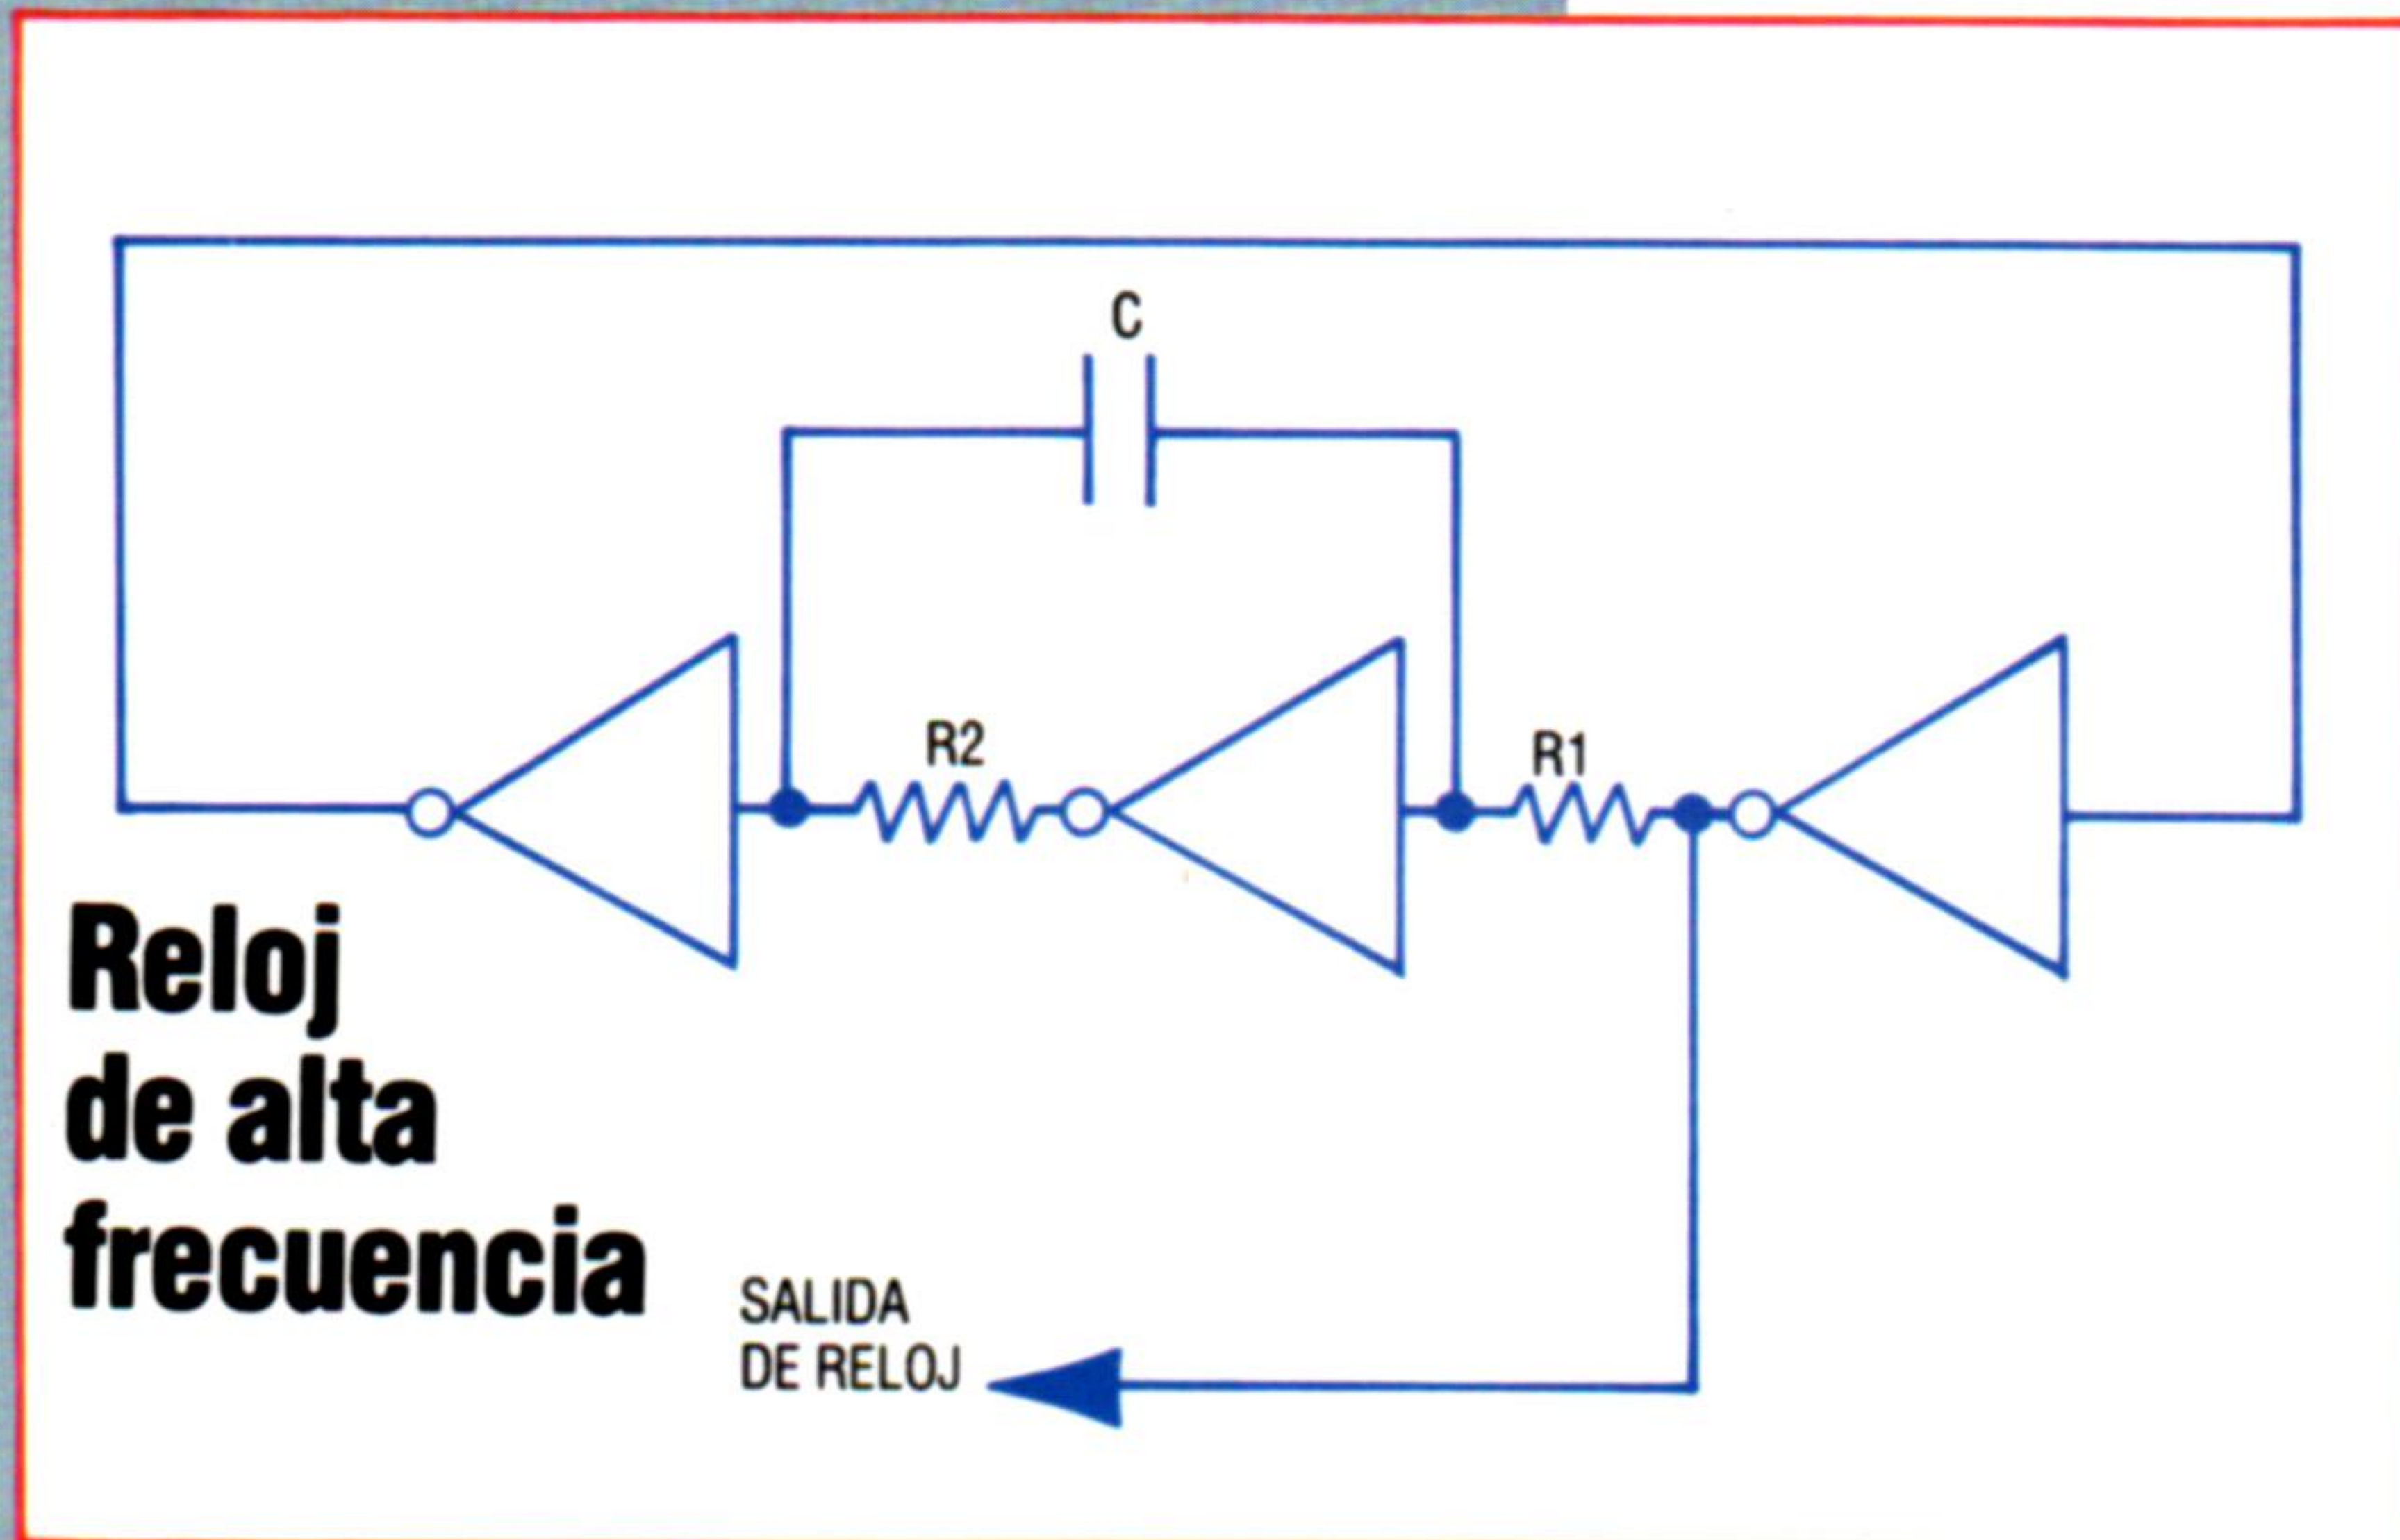 C
R2
R1
Reloj
de alta
frecuencia
SALIDA
DE RELOJ